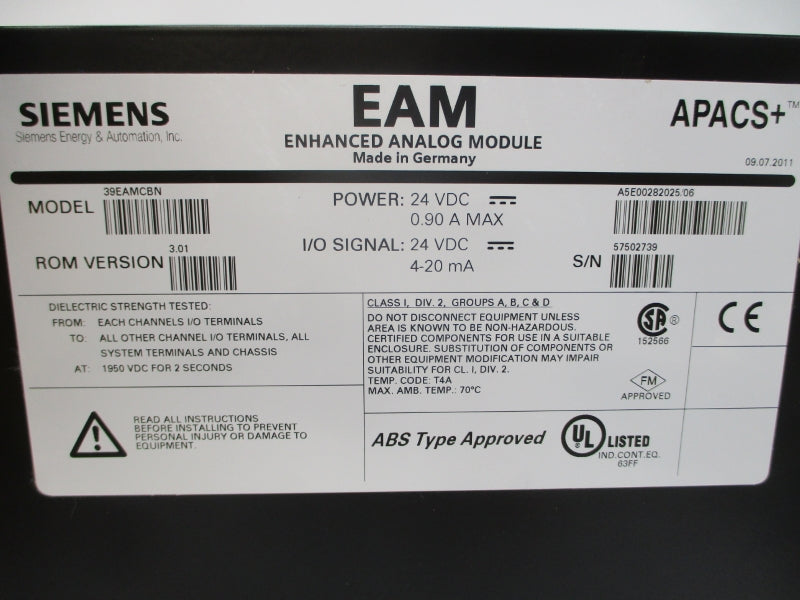 SIEMENS
Siemens Energy & Automation, Inc.
EAM
ENHANCED ANALOG MODULE
Made in Germany
APACS+™
09.07.2011
MODEL
39EAMCBN
ROM VERSION
3.01
POWER: 24 VDC
0.90 A MAX
I/O SIGNAL: 24 VDC
4-20 mA
A5E00282025/06
S/N
57502739
DIELECTRIC STRENGTH TESTED:
FROM: EACH CHANNELS I/O TERMINALS
TO: ALL OTHER CHANNEL I/O TERMINALS, ALL
SYSTEM TERMINALS AND CHASSIS
AT: 1950 VDC FOR 2 SECONDS
CLASS I, DIV. 2, GROUPS A, B, C & D
DO NOT DISCONNECT EQUIPMENT UNLESS
AREA IS KNOWN TO BE NON-HAZARDOUS.
CERTIFIED COMPONENTS FOR USE IN A SUITABLE
ENCLOSURE. SUBSTITUTION OF COMPONENTS OR
OTHER EQUIPMENT MODIFICATION MAY IMPAIR
SUITABILITY FOR CL. I, DIV. 2.
TEMP. CODE: T4A
MAX. AMB. TEMP.: 70°C
SA®
152566
FM
APPROVED
CE
READ ALL INSTRUCTIONS
BEFORE INSTALLING TO PREVENT
PERSONAL INJURY OR DAMAGE TO
EQUIPMENT.
ABS Type Approved
UL LISTED
IND.CONT.EQ.
63FF